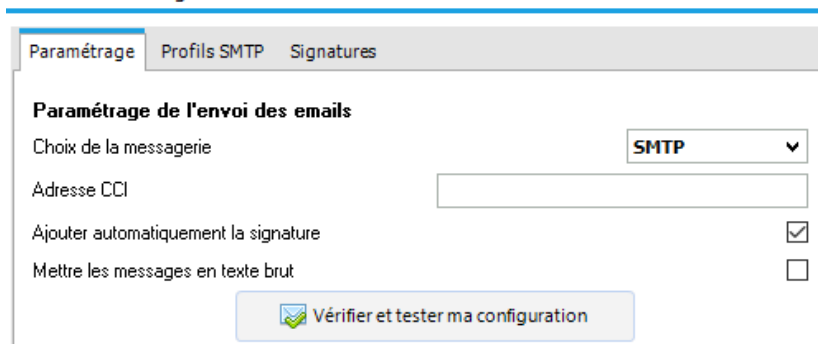 Paramétrage Profils SMTP Signatures
Paramétrage de l'envoi des emails
Choix de la messagerie SMTP
Adresse CCI
Ajouter automatiquement la signature
Mettre les messages en texte brut
Vérifier et tester ma configuration